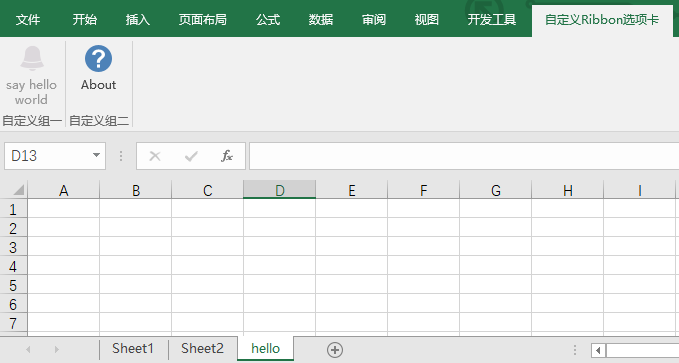 文件 开始 插入 页面布局 公式 数据 审阅 视图 开发工具 自定义Ribbon选项卡
say hello
world
About
自定义组一 自定义组二
D13 fx
A B C D E F G H I
1
2
3
4
5
6
7
Sheet1 Sheet2 hello